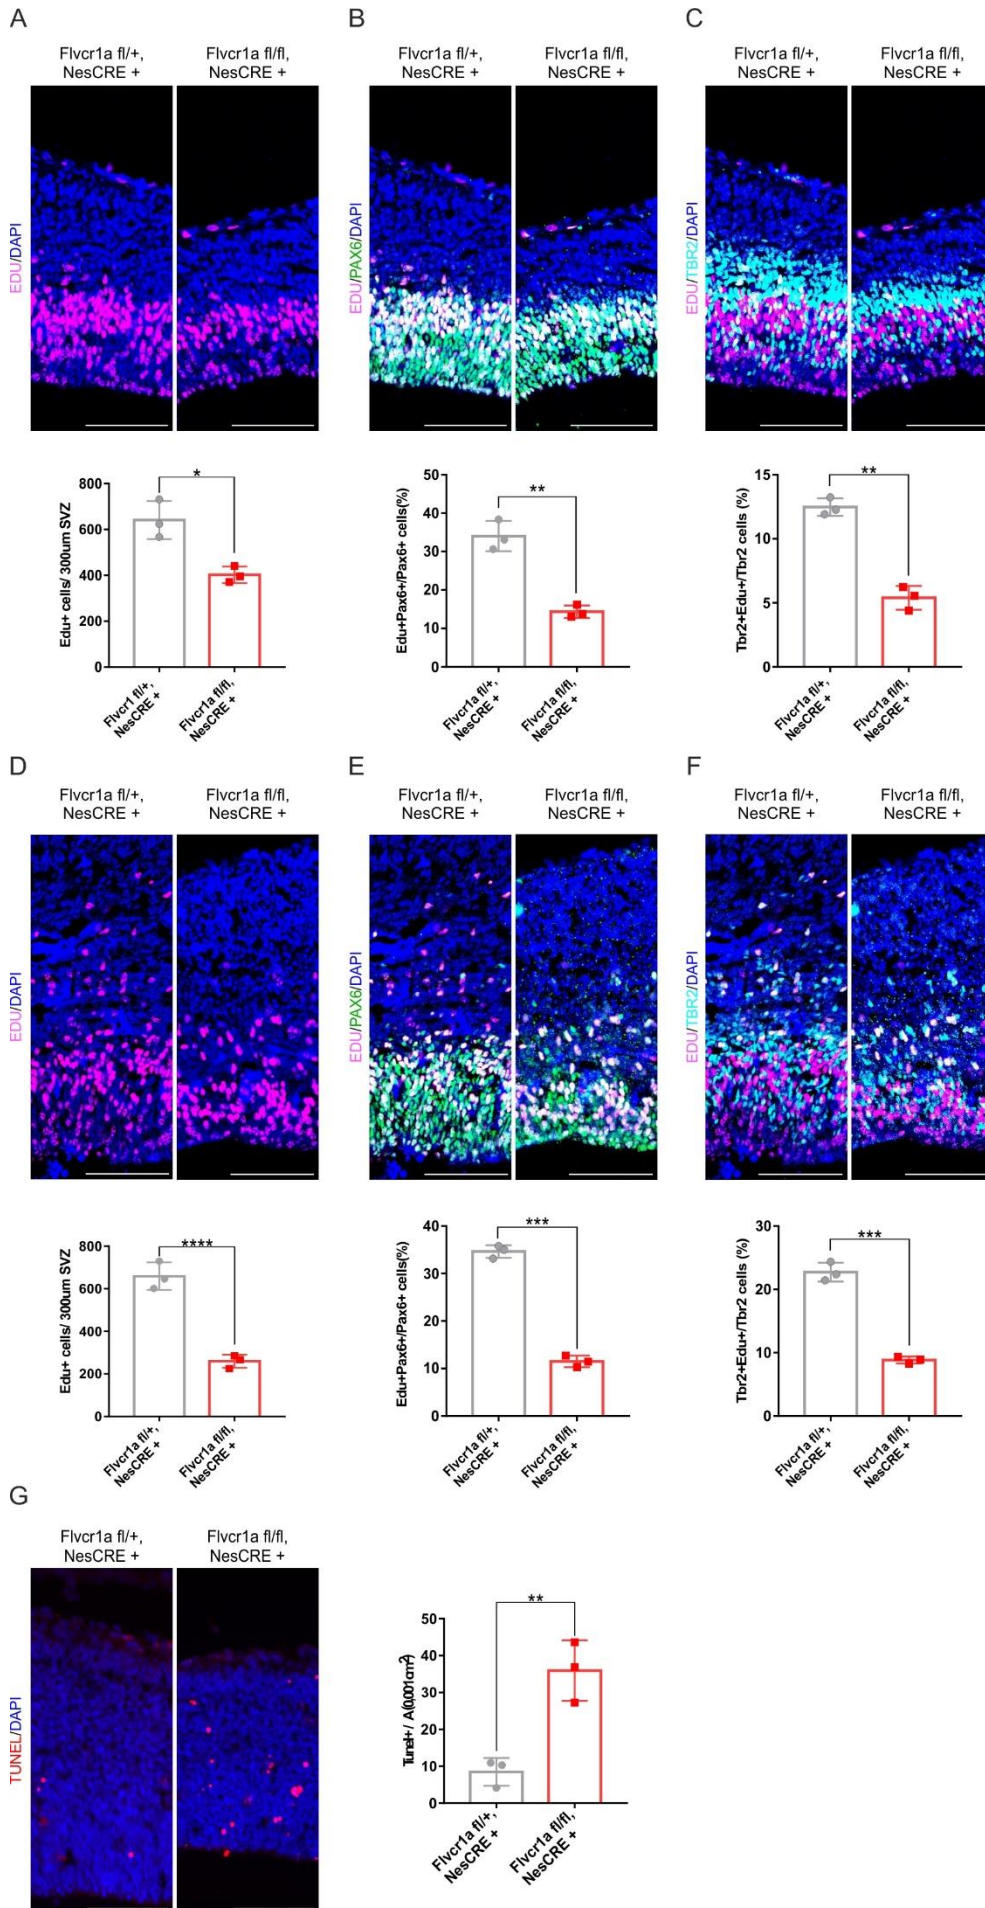 A
B
C
Flvcr1a fl/+, NesCRE +
Flvcr1a fl/fl, NesCRE +
Flvcr1a fl/+, NesCRE +
Flvcr1a fl/fl, NesCRE +
Flvcr1a fl/+, NesCRE +
Flvcr1a fl/fl, NesCRE +
EDU/DAPI
EDU/PAX6/DAPI
EDU/TBR2/DAPI
Edu+ cells/ 300um SVZ
800
600
400
200
0
*
Flvcr1 fl/+, NesCRE +
Flvcr1a fl/fl, NesCRE +
Edu+Pax6+/Pax6+ cells(%)
50
40
30
20
10
0
**
Flvcr1a fl/+, NesCRE +
Flvcr1a fl/fl, NesCRE +
Tbr2+Edu+/Tbr2 cells (%)
15
10
5
0
**
Flvcr1a fl/+, NesCRE +
Flvcr1a fl/fl, NesCRE +
D
E
F
Flvcr1a fl/+, NesCRE +
Flvcr1a fl/fl, NesCRE +
Flvcr1a fl/+, NesCRE +
Flvcr1a fl/fl, NesCRE +
Flvcr1a fl/+, NesCRE +
Flvcr1a fl/fl, NesCRE +
EDU/DAPI
EDU/PAX6/DAPI
EDU/TBR2/DAPI
Edu+ cells/ 300um SVZ
800
600
400
200
0
****
Flvcr1a fl/+, NesCRE +
Flvcr1a fl/fl, NesCRE +
Edu+Pax6+/Pax6+ cells(%)
40
30
20
10
0
***
Flvcr1a fl/+, NesCRE +
Flvcr1a fl/fl, NesCRE +
Tbr2+Edu+/Tbr2 cells (%)
30
20
10
0
***
Flvcr1a fl/+, NesCRE +
Flvcr1a fl/fl, NesCRE +
G
Flvcr1a fl/+, NesCRE +
Flvcr1a fl/fl, NesCRE +
TUNEL/DAPI
Tunel+ / A(0,001cm²)
50
40
30
20
10
0
**
Flvcr1a fl/+, NesCRE +
Flvcr1a fl/fl, NesCRE +